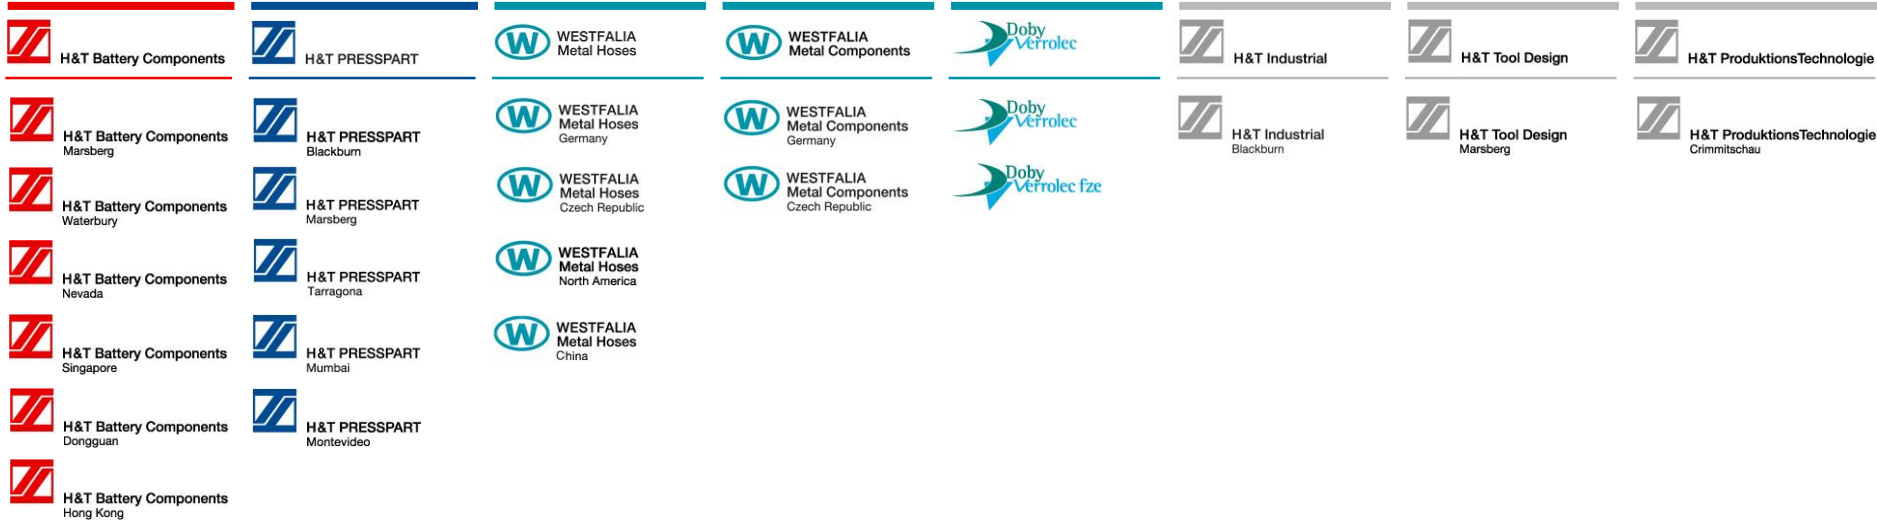 H&T Battery Components
H&T PRESSPART
W
WESTFALIA
Metal Hoses
W
WESTFALIA
Metal Components
Doby
Verrolec
H&T Industrial
H&T Tool Design
H&T ProduktionsTechnologie
H&T Battery Components
Marsberg
H&T Battery Components
Waterbury
H&T Battery Components
Nevada
H&T Battery Components
Singapore
H&T Battery Components
Dongguan
H&T Battery Components
Hong Kong
H&T PRESSPART
Blackburn
H&T PRESSPART
Marsberg
H&T PRESSPART
Tarragona
H&T PRESSPART
Mumbai
H&T PRESSPART
Montevideo
W
WESTFALIA
Metal Hoses
Germany
W
WESTFALIA
Metal Hoses
Czech Republic
W
WESTFALIA
Metal Hoses
North America
W
WESTFALIA
Metal Hoses
China
W
WESTFALIA
Metal Components
Germany
W
WESTFALIA
Metal Components
Czech Republic
Doby
Verrolec
Doby
Verrolec fze
H&T Industrial
Blackburn
H&T Tool Design
Marsberg
H&T ProduktionsTechnologie
Crimmitschau